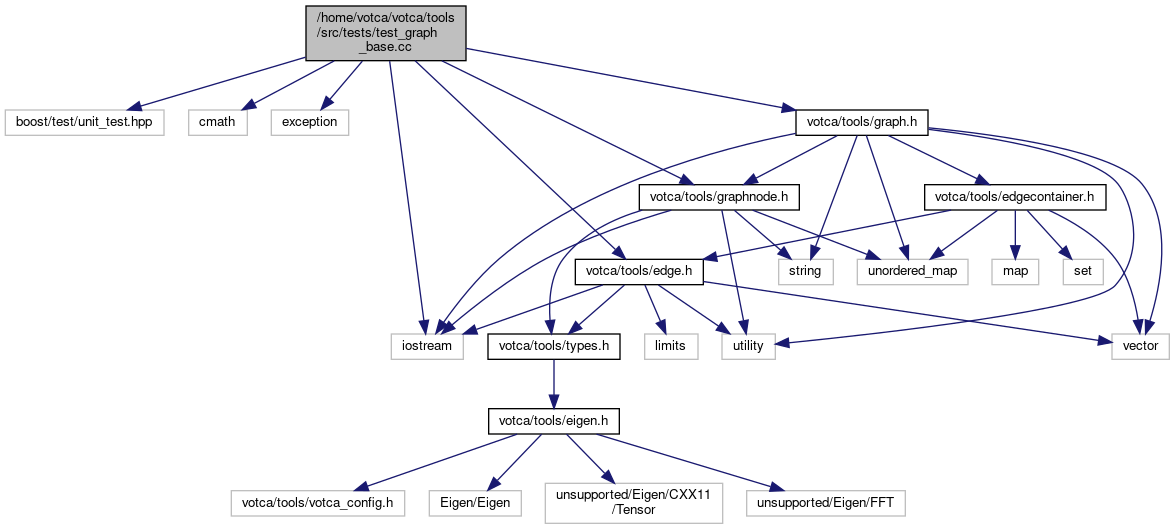 /home/votca/votca/tools
/src/tests/test_graph
_base.cc
boost/test/unit_test.hpp
cmath
exception
votca/tools/graph.h
votca/tools/graphnode.h
votca/tools/edgecontainer.h
votca/tools/edge.h
string
unordered_map
map
set
iostream
votca/tools/types.h
limits
utility
vector
votca/tools/eigen.h
votca/tools/votca_config.h
Eigen/Eigen
unsupported/Eigen/CXX11
/Tensor
unsupported/Eigen/FFT